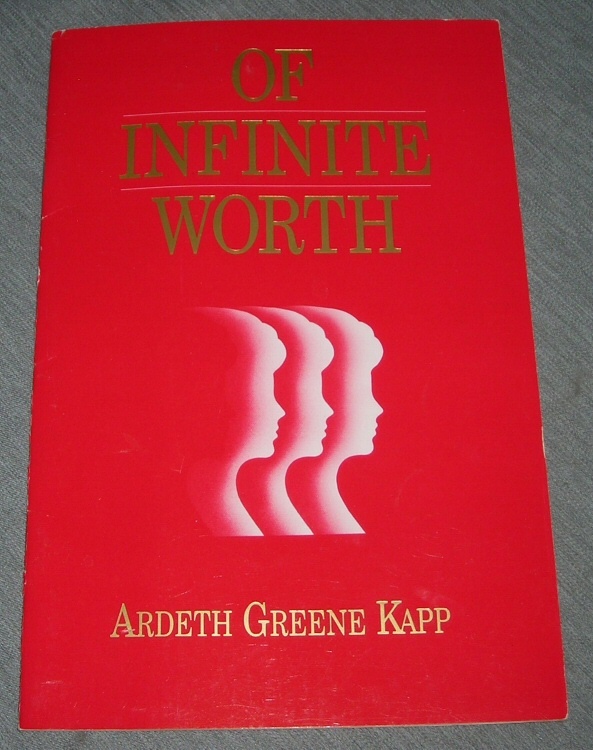 OF
INFINITE
WORTH
ARDETH GREENE KAPP